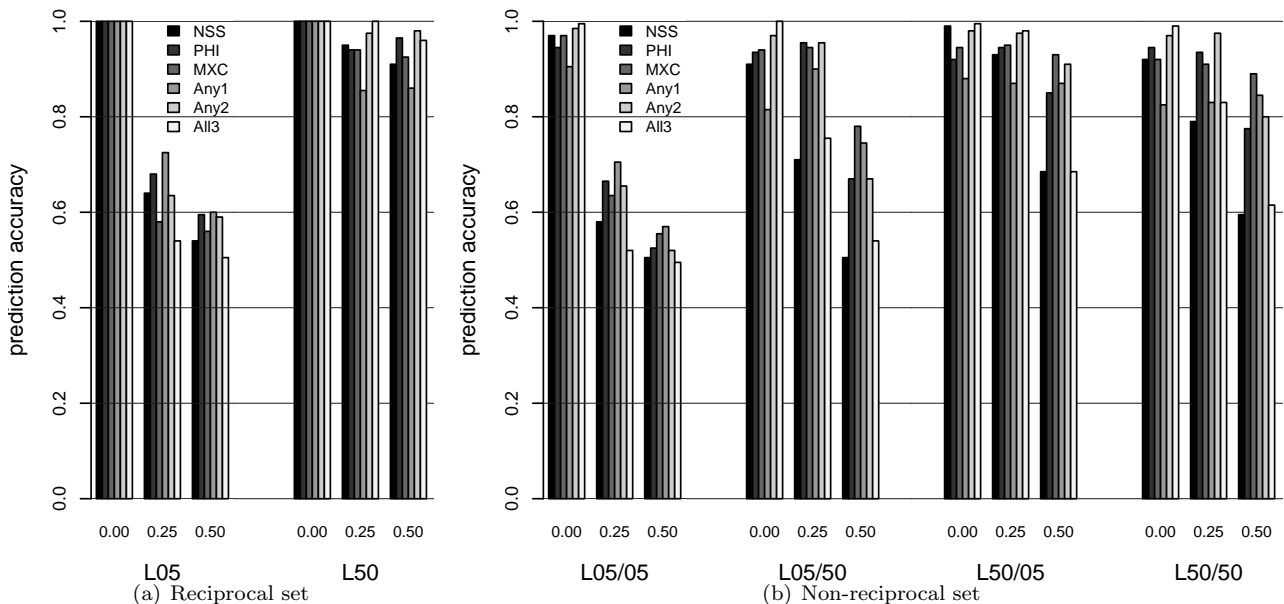 prediction accuracy
0.0
0.2
0.4
0.6
0.8
1.0
NSS
PHI
MXC
Any1
Any2
All3
0.00 0.25 0.50 0.00 0.25 0.50
L05 L50
(a) Reciprocal set
prediction accuracy
0.0
0.2
0.4
0.6
0.8
1.0
NSS
PHI
MXC
Any1
Any2
All3
0.00 0.25 0.50 0.00 0.25 0.50 0.00 0.25 0.50 0.00 0.25 0.50
L05/05 L05/50 L50/05 L50/50
(b) Non-reciprocal set